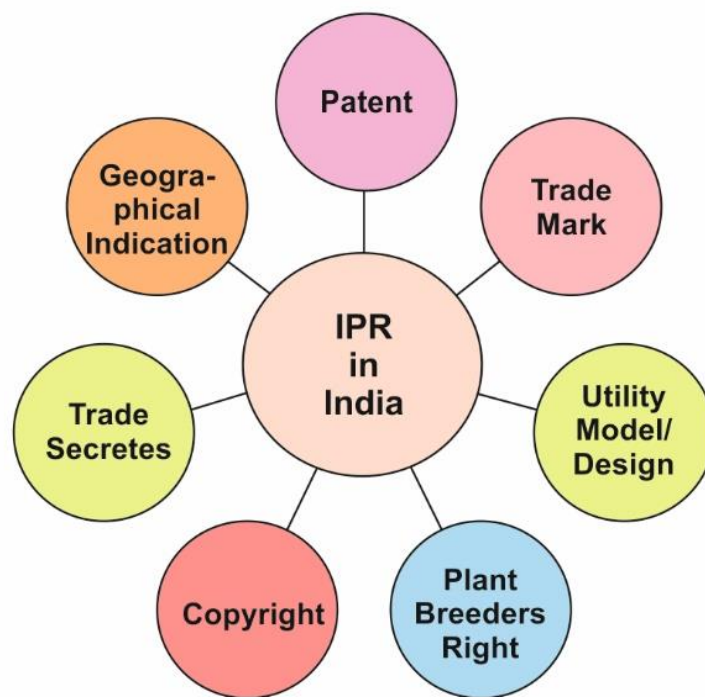 Patent
Geogra-
phical
Indication
Trade
Mark
IPR
in
India
Trade
Secretes
Utility
Model/
Design
Copyright
Plant
Breeders
Right